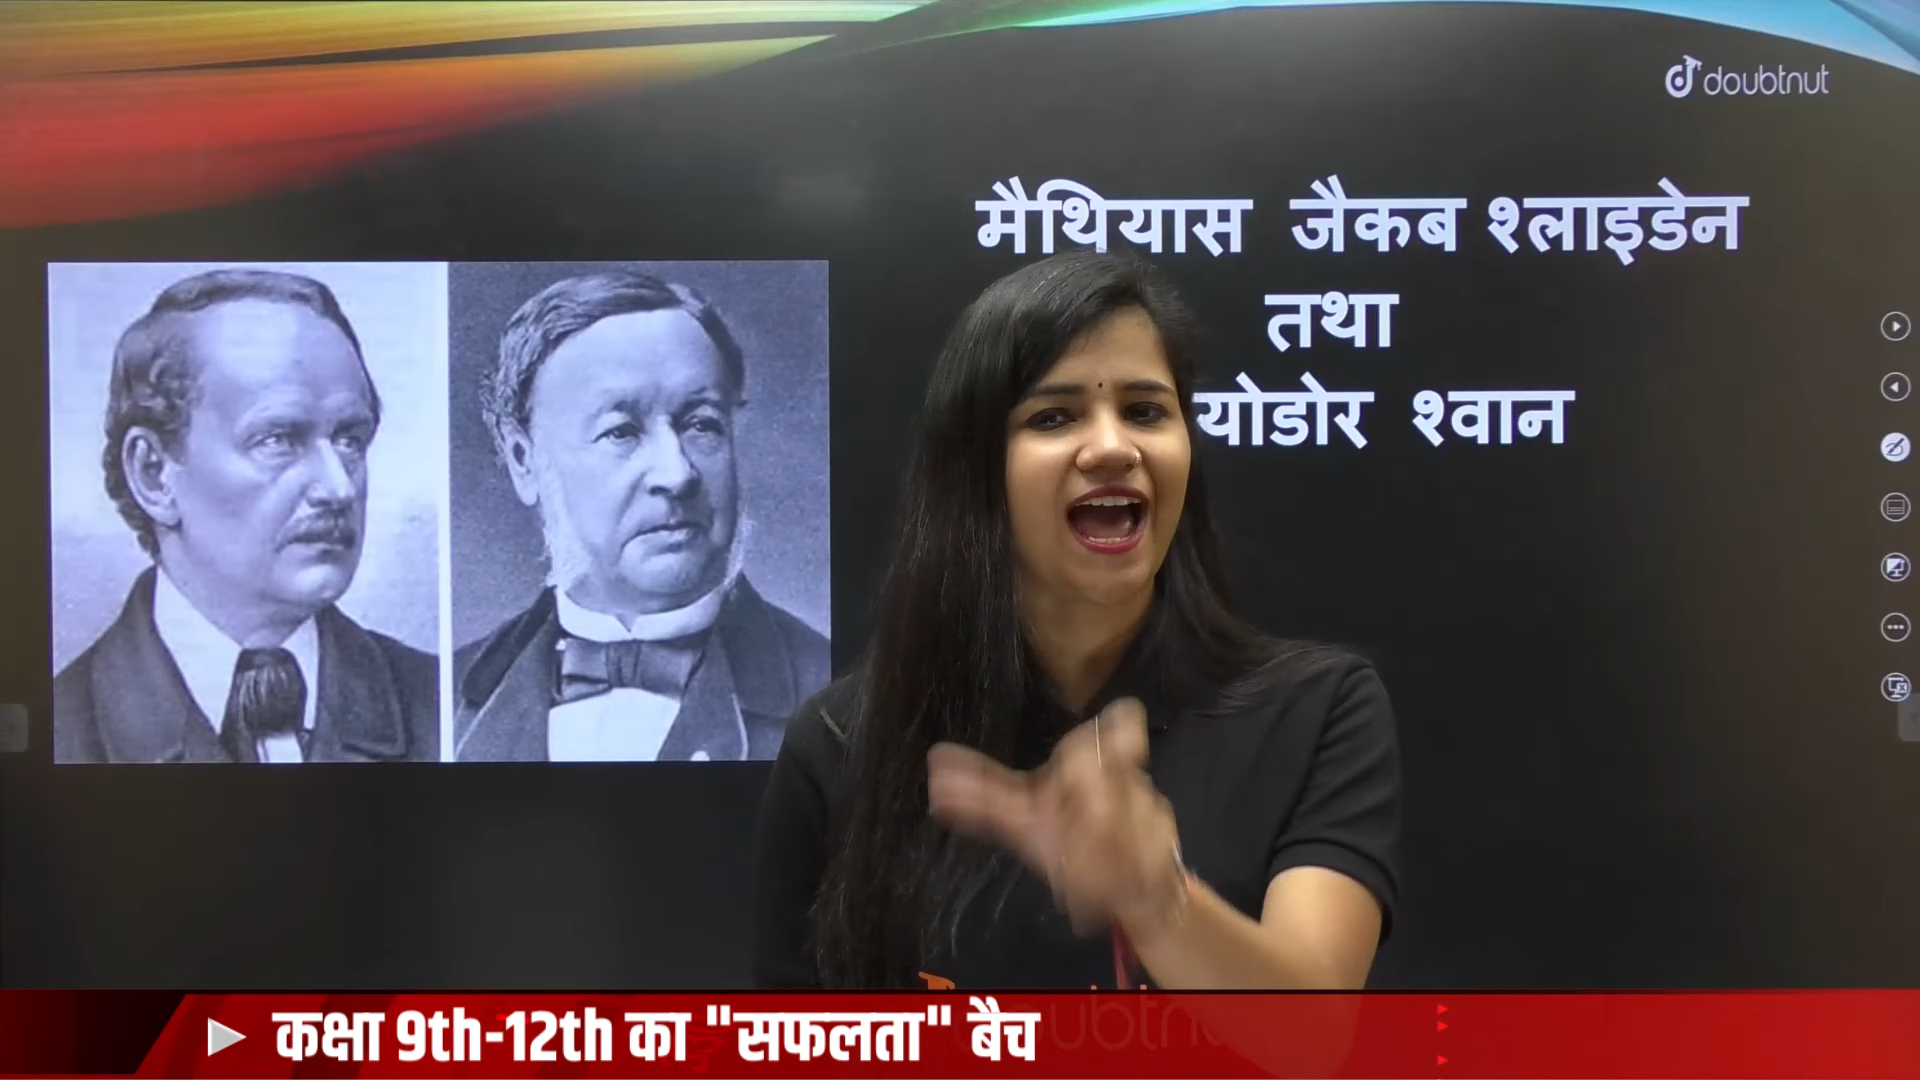 doubtnut
मैथियास जैकब श्लाइडेन
तथा
श्वान
कक्षा 9th-12th का "सफलता" बैच